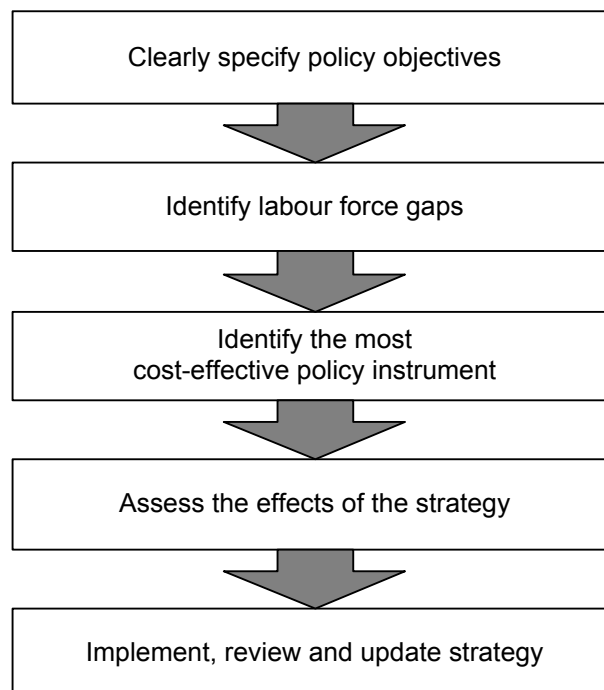 Clearly specify policy objectives
Identify labour force gaps
Identify the most
cost-effective policy instrument
Assess the effects of the strategy
Implement, review and update strategy